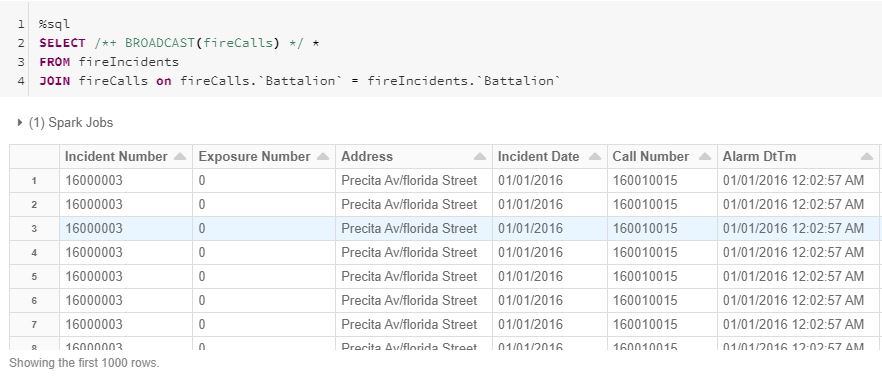 1 %sql
2 SELECT /*+ BROADCAST(fireCalls) */ *
3 FROM fireIncidents
4 JOIN fireCalls on fireCalls.`Battalion` = fireIncidents.`Battalion`
(1) Spark Jobs
Incident Number Exposure Number Address Incident Date Call Number Alarm DtTm
1 16000003 0 Precita Av/florida Street 01/01/2016 160010015 01/01/2016 12:02:57 AM
2 16000003 0 Precita Av/florida Street 01/01/2016 160010015 01/01/2016 12:02:57 AM
3 16000003 0 Precita Av/florida Street 01/01/2016 160010015 01/01/2016 12:02:57 AM
4 16000003 0 Precita Av/florida Street 01/01/2016 160010015 01/01/2016 12:02:57 AM
5 16000003 0 Precita Av/florida Street 01/01/2016 160010015 01/01/2016 12:02:57 AM
6 16000003 0 Precita Av/florida Street 01/01/2016 160010015 01/01/2016 12:02:57 AM
7 16000003 0 Precita Av/florida Street 01/01/2016 160010015 01/01/2016 12:02:57 AM
8 16000003 0 Precita Av/florida Street 01/01/2016 160010015 01/01/2016 12:02:57 AM
Showing the first 1000 rows.